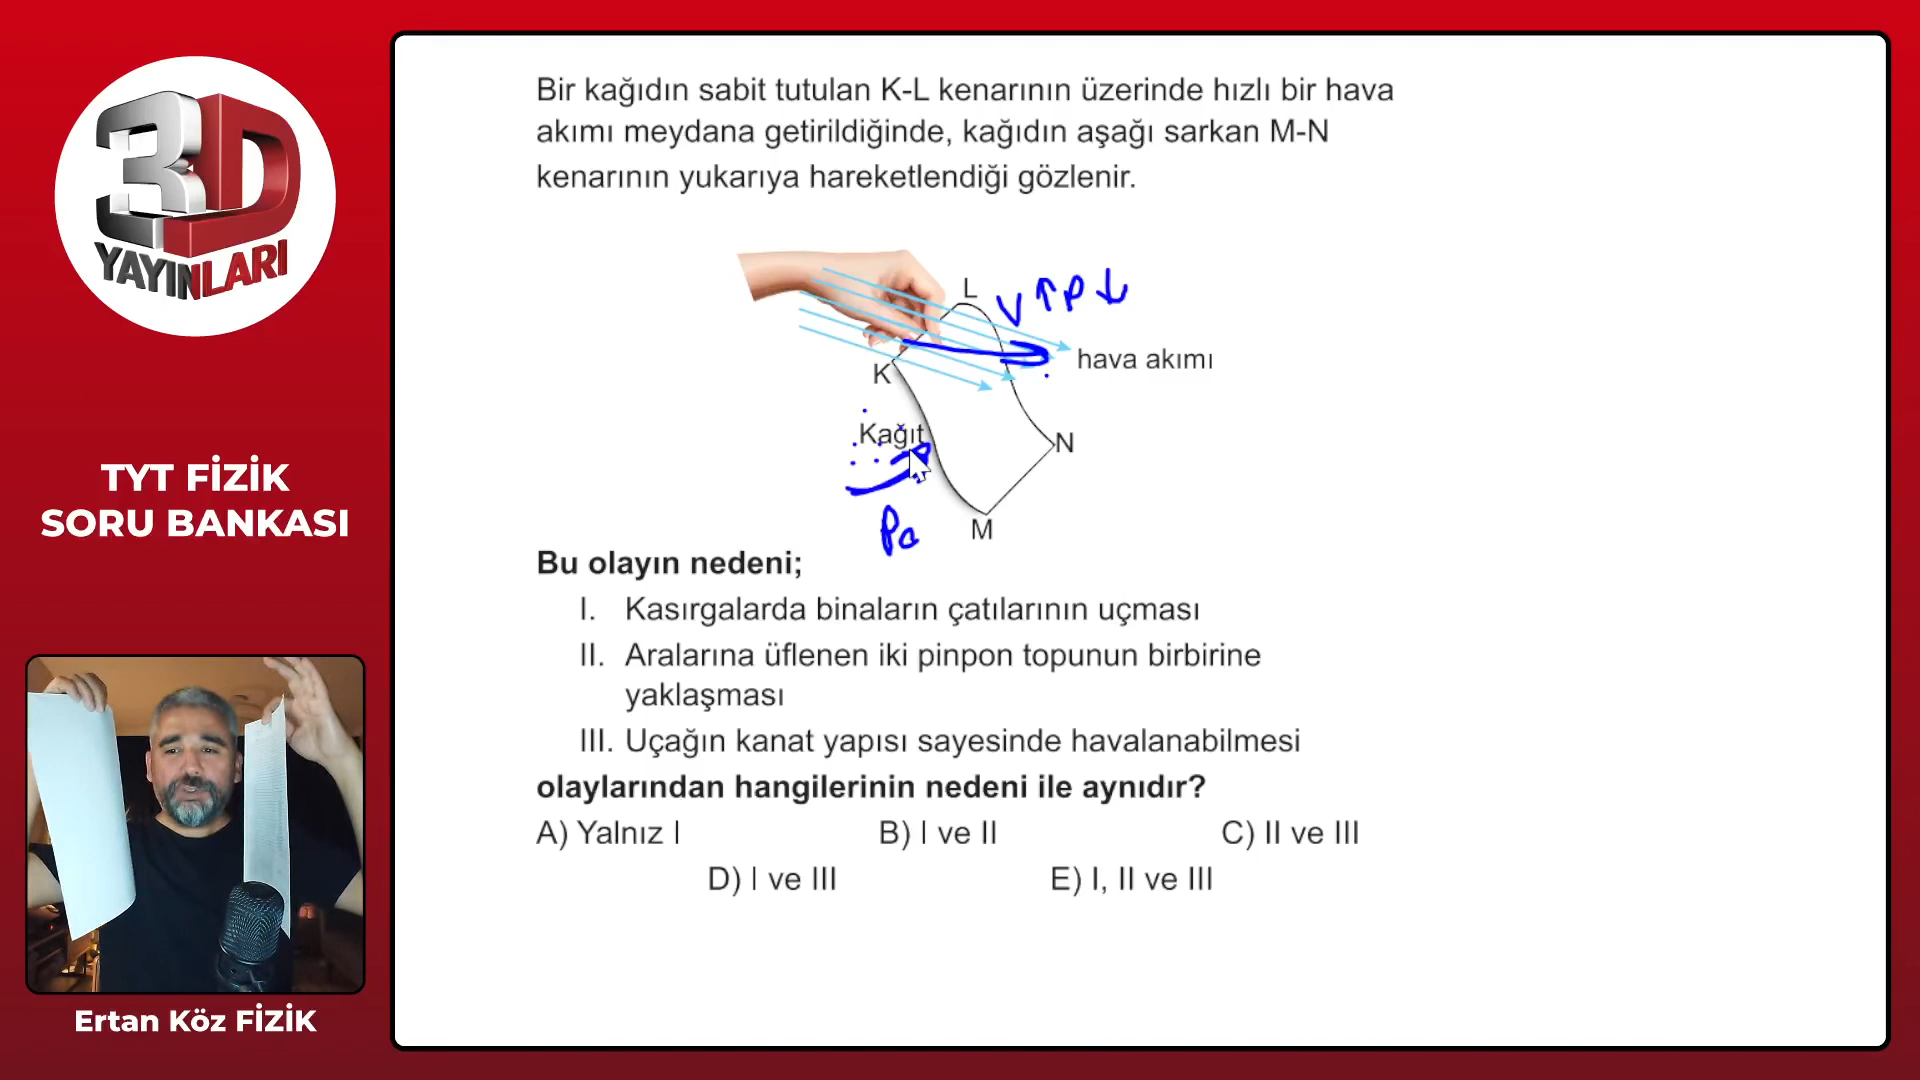 3D
YAYINLARI
TYT FİZİK
SORU BANKASI
Ertan Köz FİZİK
Bir kağıdın sabit tutulan K-L kenarının üzerinde hızlı bir hava
akımı meydana getirildiğinde, kağıdın aşağı sarkan M-N
kenarının yukarıya hareketlendiği gözlenir.
L
V↑ P↓
hava akımı
K
Kağıt
N
M
Po
Bu olayın nedeni;
I. Kasırgalarda binaların çatılarının uçması
II. Aralarına üflenen iki pinpon topunun birbirine
yaklaşması
III. Uçağın kanat yapısı sayesinde havalanabilmesi
olaylarından hangilerinin nedeni ile aynıdır?
A) Yalnız I B) I ve II C) II ve III
D) I ve III E) I, II ve III